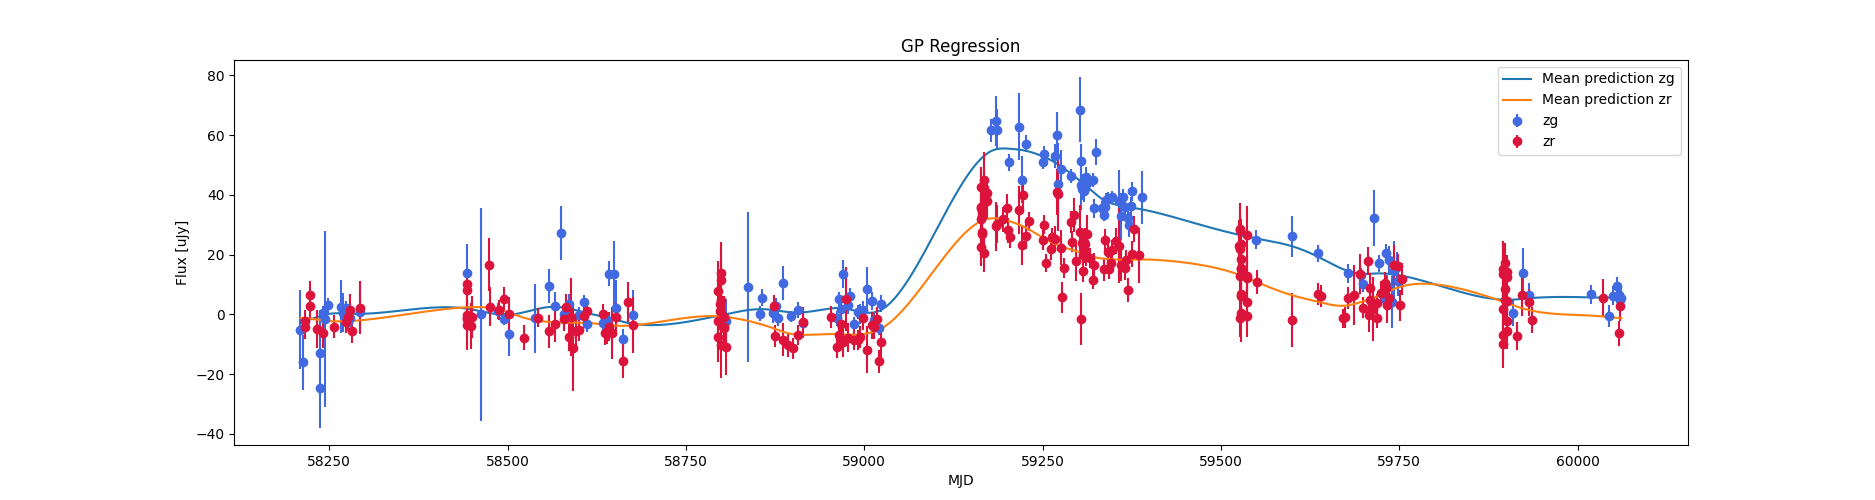 GP Regression
Flux [uJy]
80
60
40
20
0
−20
−40
Mean prediction zg
Mean prediction zr
zg
zr
58250 58500 58750 59000 59250 59500 59750 60000
MJD